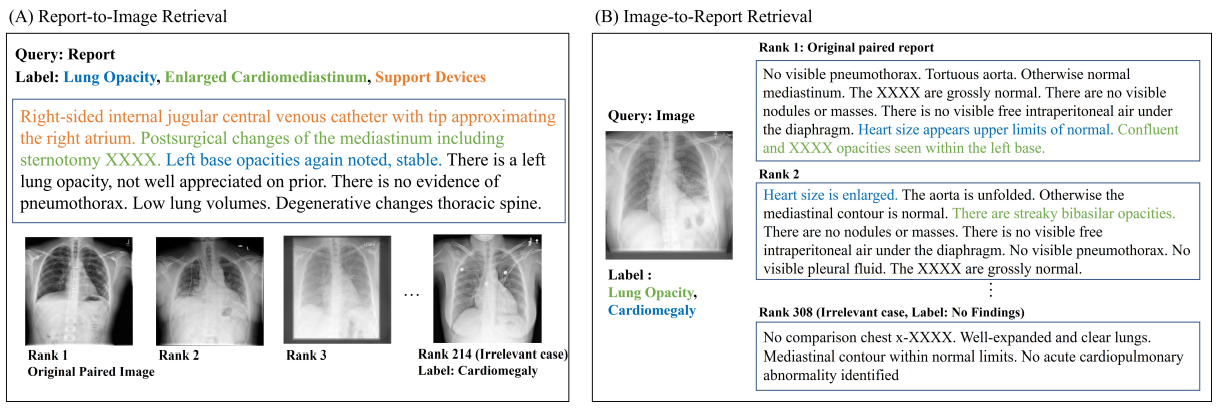 (A) Report-to-Image Retrieval
Query: Report
Label: Lung Opacity, Enlarged Cardiomediastinum, Support Devices
Right-sided internal jugular central venous catheter with tip approximating
the right atrium. Postsurgical changes of the mediastinum including
sternotomy XXXX. Left base opacities again noted, stable. There is a left
lung opacity, not well appreciated on prior. There is no evidence of
pneumothorax. Low lung volumes. Degenerative changes thoracic spine.
...
Rank 1
Original Paired Image
Rank 2
Rank 3
Rank 214 (Irrelevant case)
Label: Cardiomegaly
(B) Image-to-Report Retrieval
Query: Image
Label :
Lung Opacity,
Cardiomegaly
Rank 1: Original paired report
No visible pneumothorax. Tortuous aorta. Otherwise normal
mediastinum. The XXXX are grossly normal. There are no visible
nodules or masses. There is no visible free intraperitoneal air under
the diaphragm. Heart size appears upper limits of normal. Confluent
and XXXX opacities seen within the left base.
Rank 2
Heart size is enlarged. The aorta is unfolded. Otherwise the
mediastinal contour is normal. There are streaky bibasilar opacities.
There are no nodules or masses. There is no visible free
intraperitoneal air under the diaphragm. No visible pneumothorax. No
visible pleural fluid. The XXXX are grossly normal.
⋮
Rank 308 (Irrelevant case, Label: No Findings)
No comparison chest x-XXXX. Well-expanded and clear lungs.
Mediastinal contour within normal limits. No acute cardiopulmonary
abnormality identified